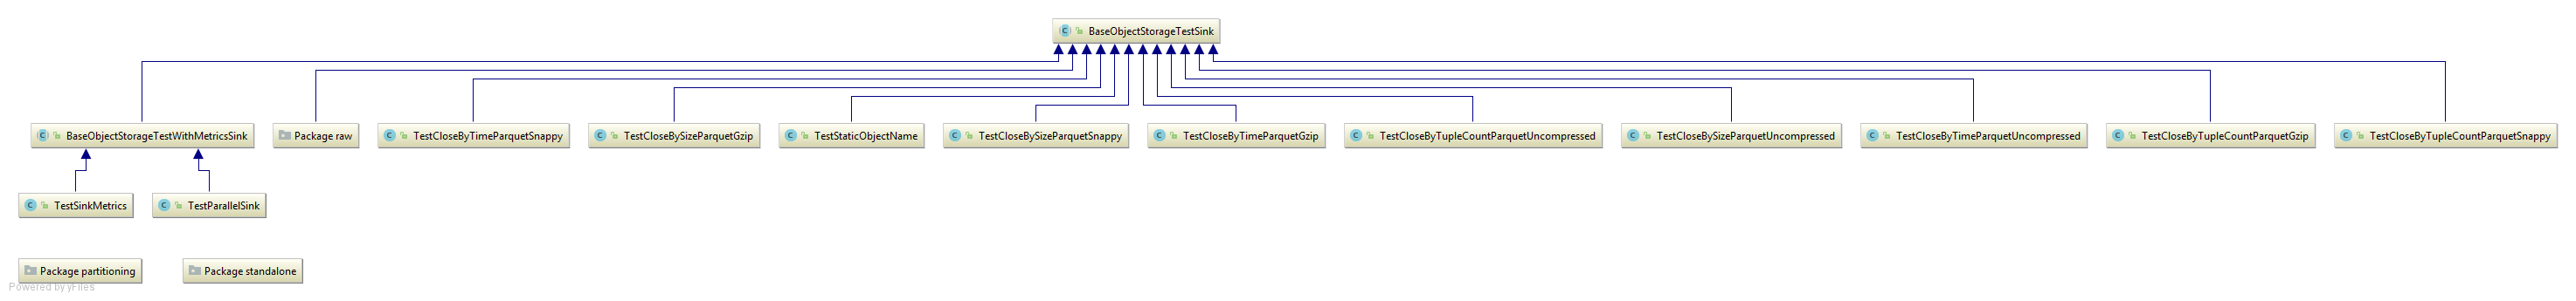 BaseObjectStorageTestSink
BaseObjectStorageTestWithMetricsSink
Package raw
TestCloseByTimeParquetSnappy
TestCloseBySizeParquetGzip
TestStaticObjectName
TestCloseBySizeParquetSnappy
TestCloseByTimeParquetGzip
TestCloseByTupleCountParquetUncompressed
TestCloseBySizeParquetUncompressed
TestCloseByTimeParquetUncompressed
TestCloseByTupleCountParquetGzip
TestCloseByTupleCountParquetSnappy
TestSinkMetrics
TestParallelSink
Package partitioning
Package standalone
Powered by yFiles